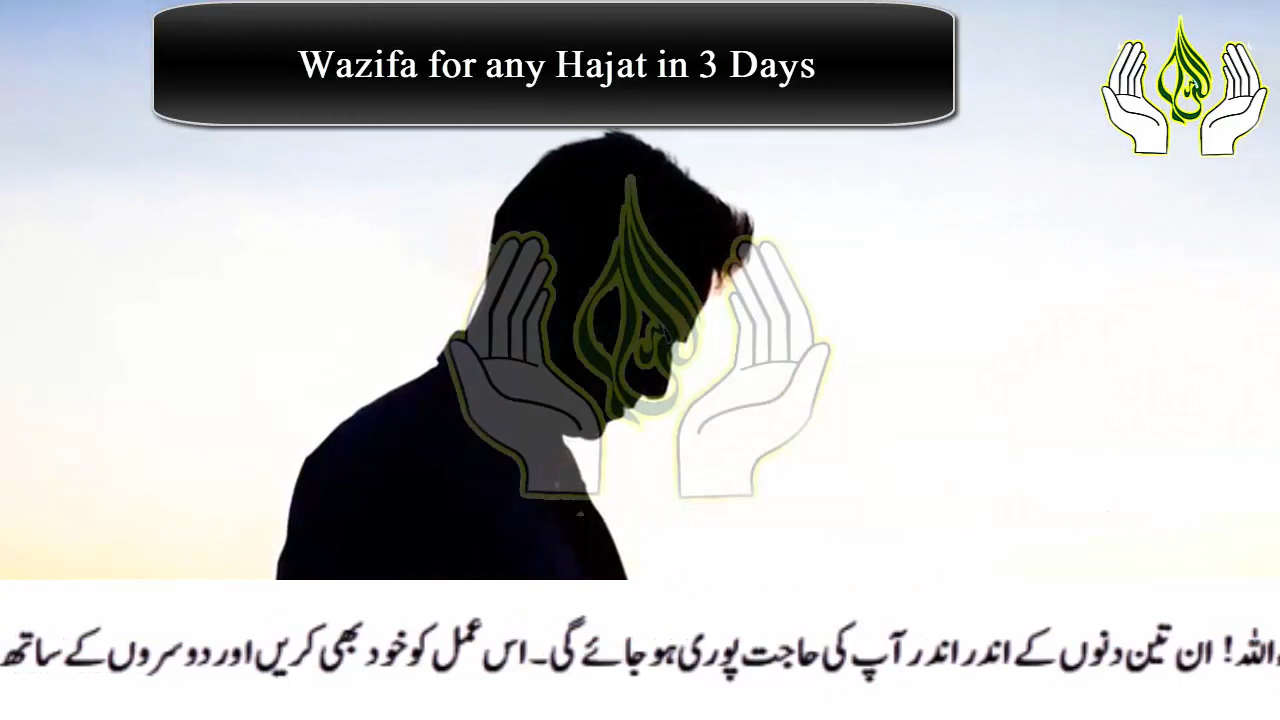 Wazifa for any Hajat in 3 Days
اللہ! ان تین دنوں کے اندر اندر آپ کی حاجت پوری ہو جائے گی۔ اس عمل کو خود بھی کریں اور دوسروں کے ساتھ